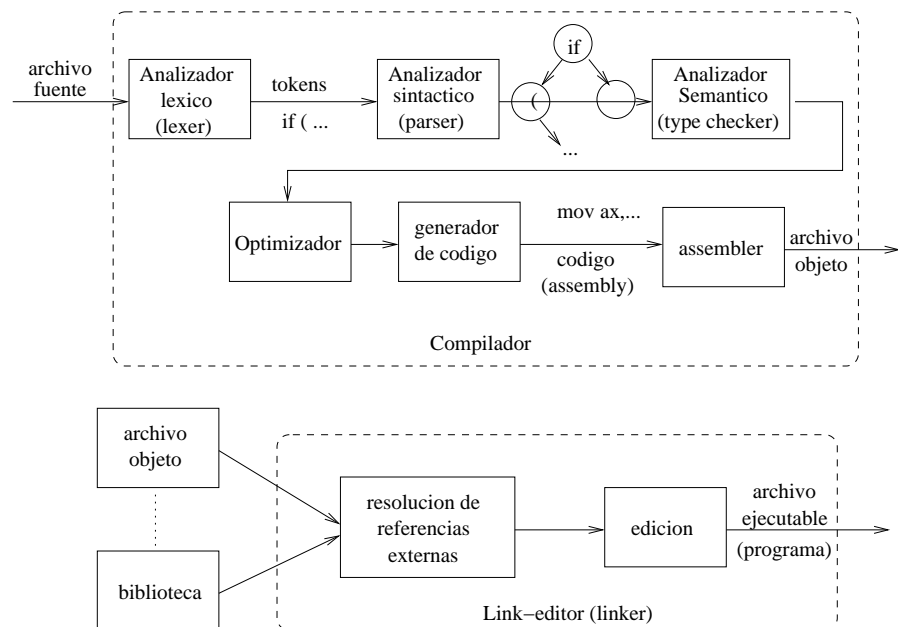 archivo
fuente
Analizador
lexico
(lexer)
tokens
if ( ...
Analizador
sintactico
(parser)
if
(
...
Analizador
Semantico
(type checker)
Optimizador
generador
de codigo
mov ax,...
codigo
(assembly)
assembler
archivo
objeto
Compilador
archivo
objeto
biblioteca
resolucion de
referencias
externas
edicion
archivo
ejecutable
(programa)
Link−editor (linker)